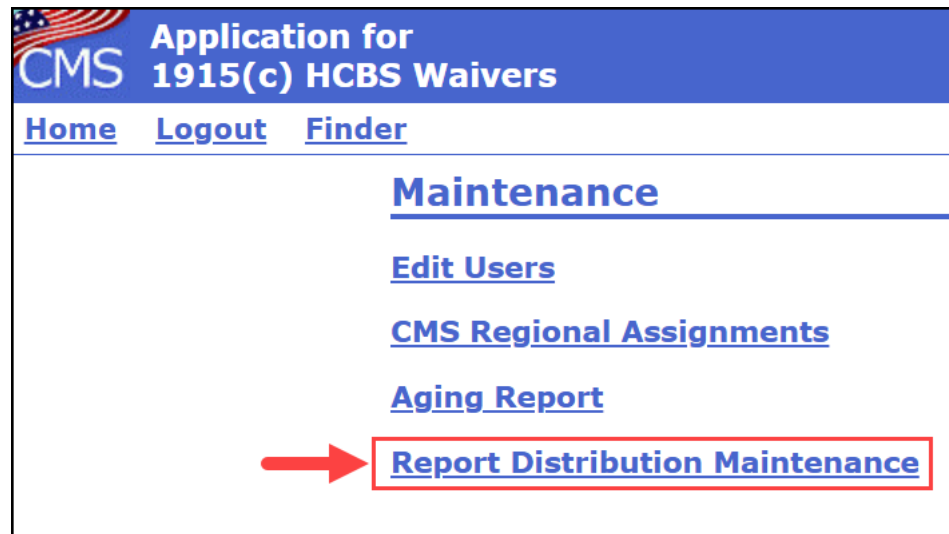 CMS
Application for
1915(c) HCBS Waivers
Home Logout Finder
Maintenance
Edit Users
CMS Regional Assignments
Aging Report
Report Distribution Maintenance